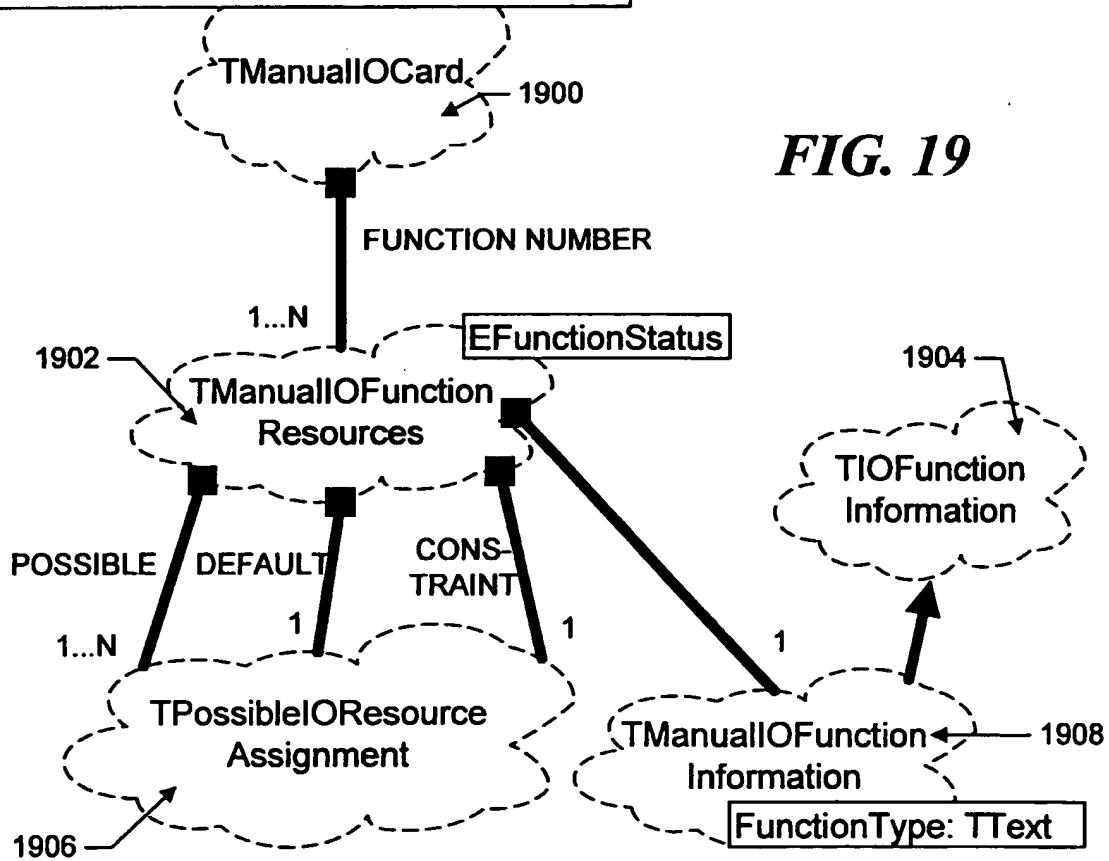 TManualIOCard
1900
FIG. 19
FUNCTION NUMBER
1...N
EFunctionStatus
1902
1904
TManualIOFunction
Resources
TIOFunction
Information
POSSIBLE
DEFAULT
CONS-
TRAINT
1...N
1
1
1
TPossibleIOResource
Assignment
TManualIOFunction
Information
1908
FunctionType: TText
1906